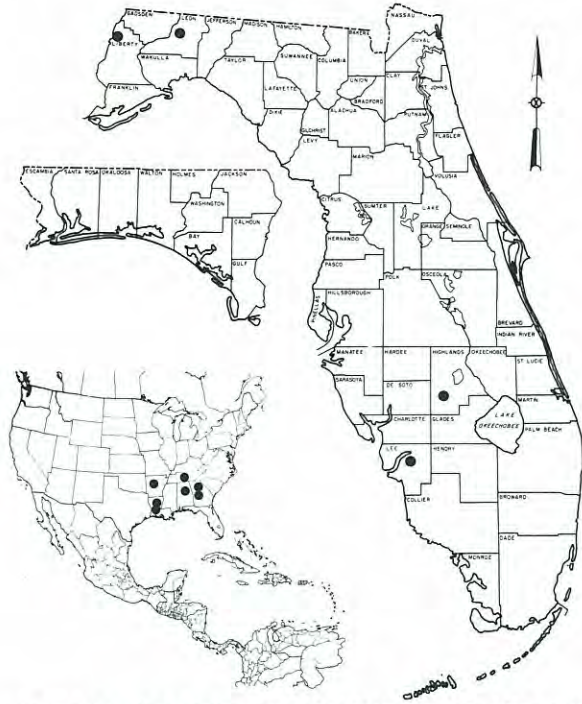 GADSDEN
LEON
JEFFERSON
MADISON
HAMILTON
NASSAU
BAKER
DUVAL
LIBERTY
WAKULLA
TAYLOR
SUWANNEE
COLUMBIA
FRANKLIN
LAFAYETTE
UNION
BRADFORD
CLAY
ST JOHNS
DIXIE
GILCHRIST
ALACHUA
PUTNAM
LEVY
FLAGLER
MARION
VOLUSIA
ESCAMBIA
SANTA ROSA
OKALOOSA
WALTON
HOLMES
JACKSON
WASHINGTON
BAY
CALHOUN
GULF
CITRUS
SUMTER
LAKE
HERNANDO
ORANGE
SEMINOLE
PASCO
POLK
OSCEOLA
PINELLAS
HILLSBOROUGH
BREVARD
INDIAN RIVER
MANATEE
HARDEE
HIGHLANDS
OKEECHOBEE
ST LUCIE
SARASOTA
DE SOTO
MARTIN
CHARLOTTE
GLADES
LAKE
OKEECHOBEE
PALM BEACH
LEE
HENDRY
COLLIER
BROWARD
DADE
MONROE